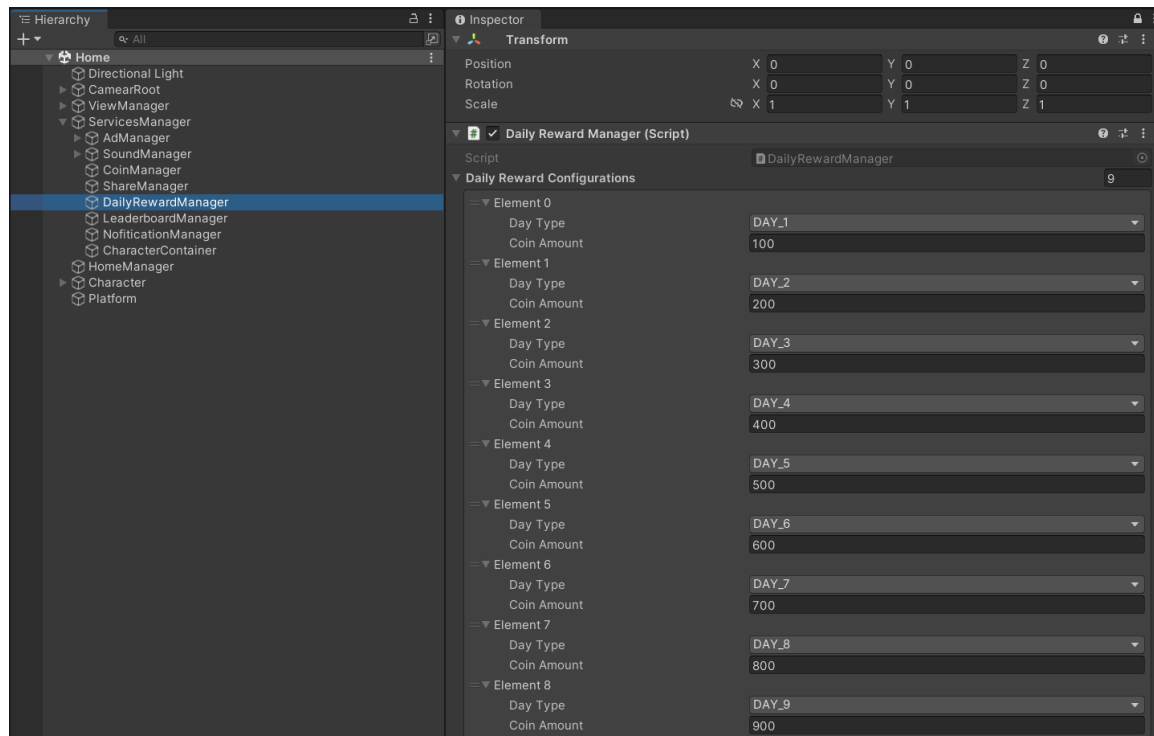 Hierarchy
All
Home
Directional Light
CamearRoot
ViewManager
ServicesManager
AdManager
SoundManager
CoinManager
ShareManager
DailyRewardManager
LeaderboardManager
NofiticationManager
CharacterContainer
HomeManager
Character
Platform
Inspector
Transform
Position X 0 Y 0 Z 0
Rotation X 0 Y 0 Z 0
Scale X 1 Y 1 Z 1
# Daily Reward Manager (Script)
Script # DailyRewardManager
Daily Reward Configurations 9
Element 0
Day Type DAY_1
Coin Amount 100
Element 1
Day Type DAY_2
Coin Amount 200
Element 2
Day Type DAY_3
Coin Amount 300
Element 3
Day Type DAY_4
Coin Amount 400
Element 4
Day Type DAY_5
Coin Amount 500
Element 5
Day Type DAY_6
Coin Amount 600
Element 6
Day Type DAY_7
Coin Amount 700
Element 7
Day Type DAY_8
Coin Amount 800
Element 8
Day Type DAY_9
Coin Amount 900